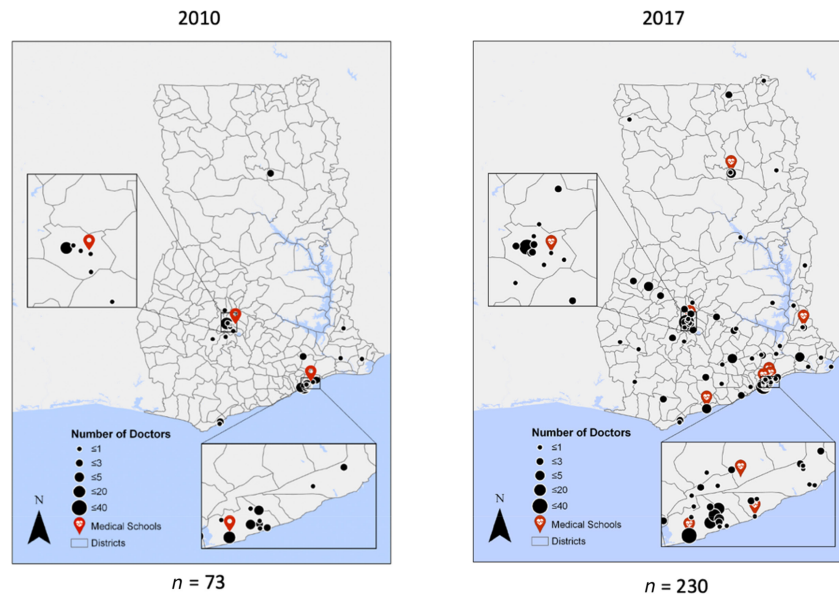 2010
N
Number of Doctors
≤1
≤3
≤5
≤20
≤40
Medical Schools
Districts
n = 73
2017
N
Number of Doctors
≤1
≤3
≤5
≤20
≤40
Medical Schools
Districts
n = 230